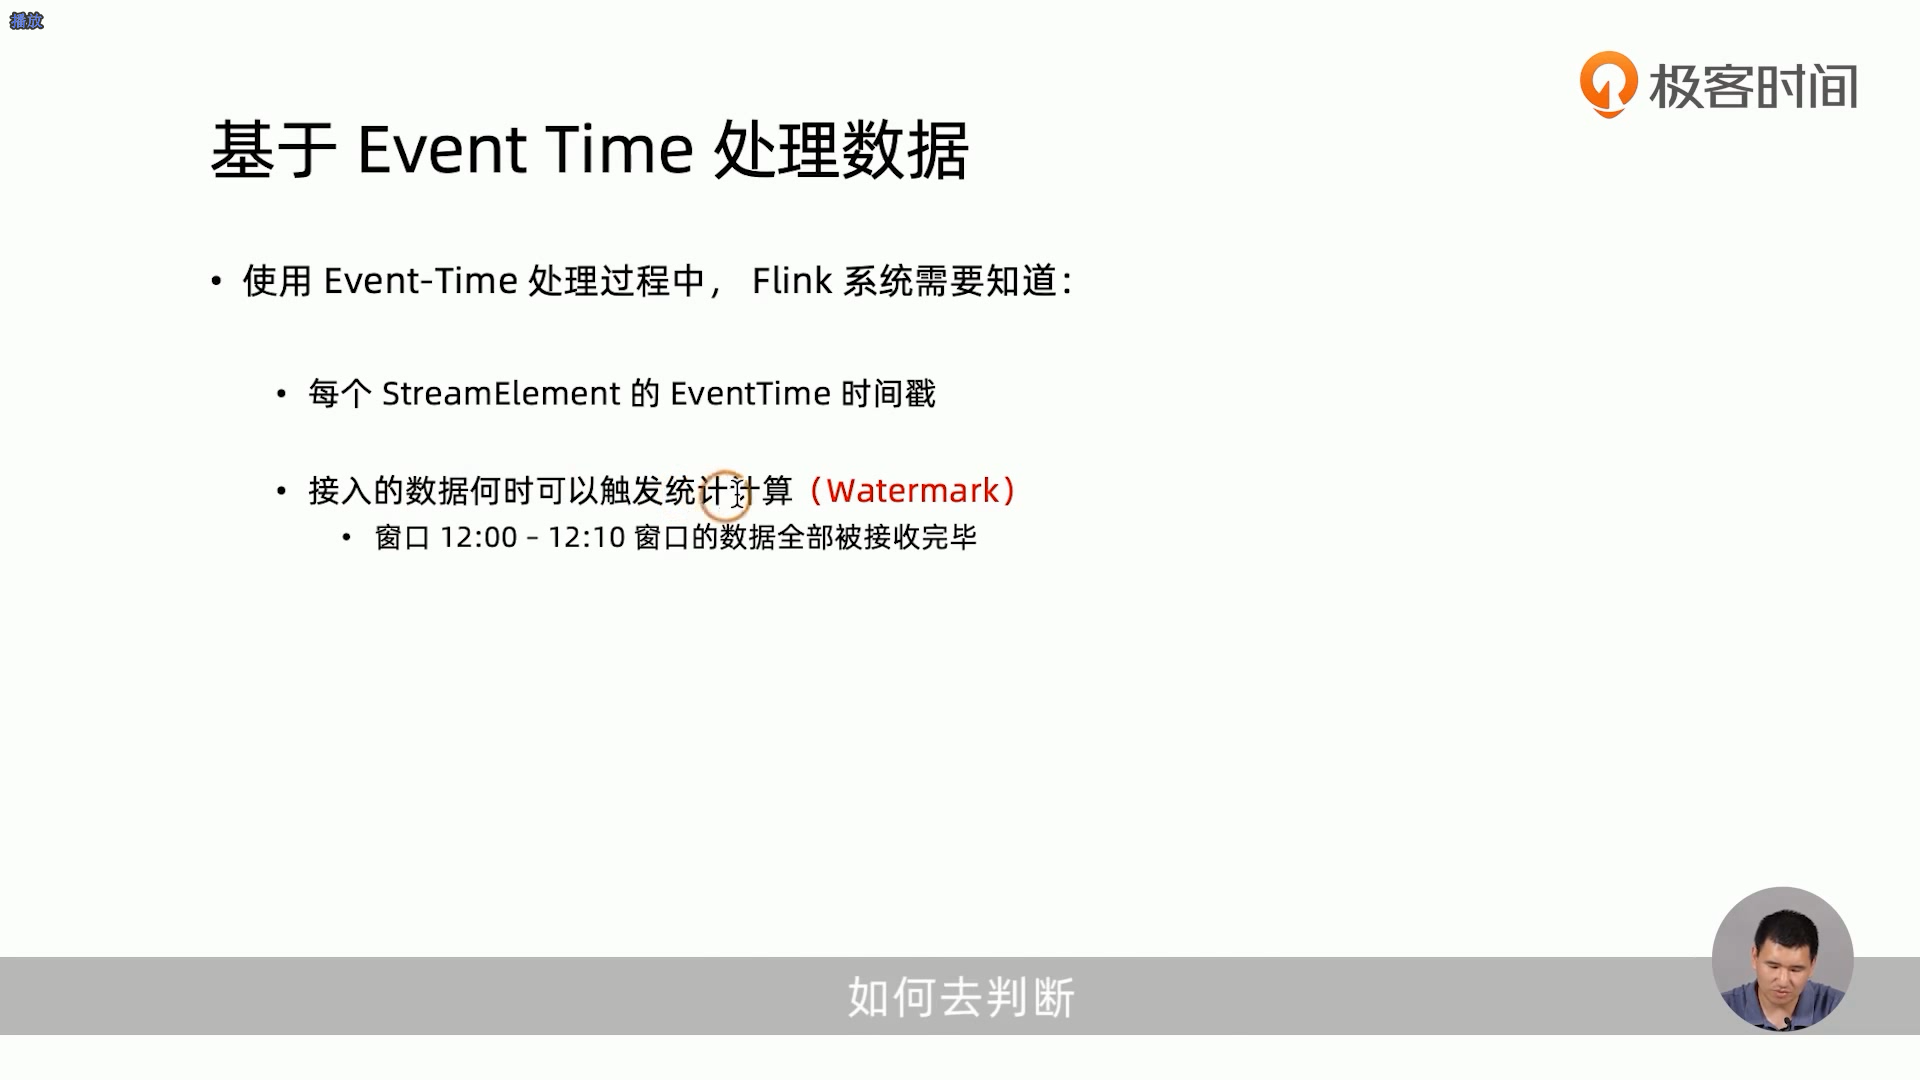 播放
极客时间
基于 Event Time 处理数据
• 使用 Event-Time 处理过程中， Flink 系统需要知道：
• 每个 StreamElement 的 EventTime 时间戳
• 接入的数据何时可以触发统计计算（Watermark）
• 窗口 12:00 – 12:10 窗口的数据全部被接收完毕
如何去判断